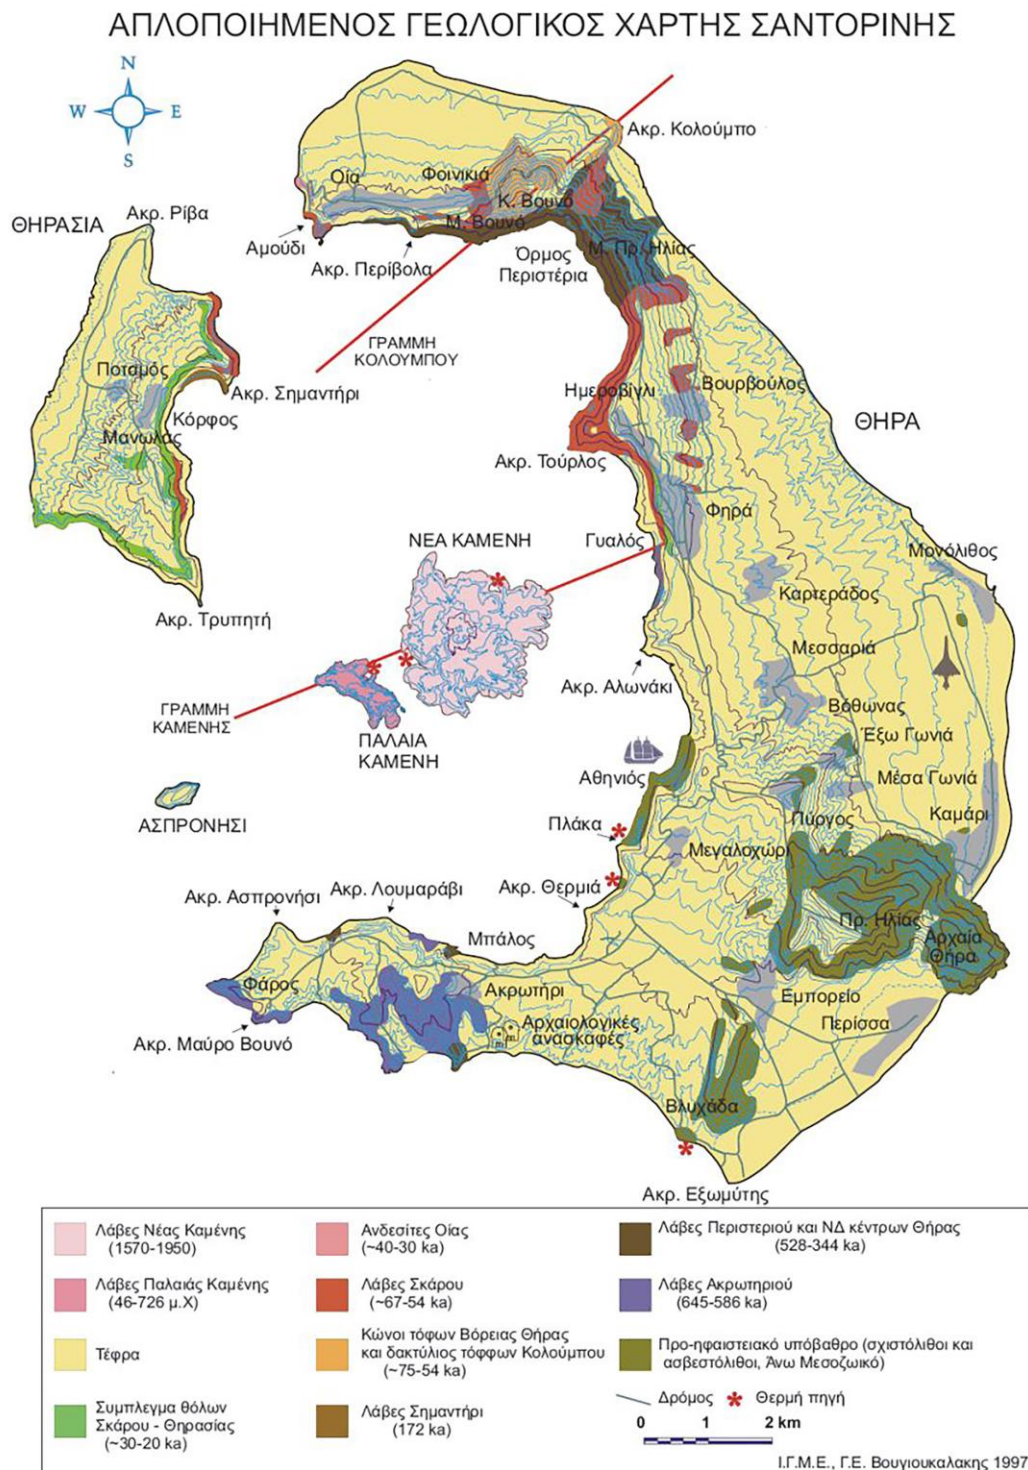 ΑΠΛΟΠΟΙΗΜΕΝΟΣ ΓΕΩΛΟΓΙΚΟΣ ΧΑΡΤΗΣ ΣΑΝΤΟΡΙΝΗΣ
N
W
E
S
Ακρ. Κολούμπο
Οία
Φοινικιά
Κ. Βουνό
Μ. Βουνό
ΘΗΡΑΣΙΑ
Ακρ. Ρίβα
Αμούδι
Ακρ. Περίβολα
Όρμος
Περιστέρια
Μ. Πρ. Ηλίας
ΓΡΑΜΜΗ
ΚΟΛΟΥΜΠΟΥ
Ποταμός
Ακρ. Σημαντήρι
Κόρφος
Μανωλάς
Ημεροβίγλι
Βουρβούλος
ΘΗΡΑ
Ακρ. Τούρλος
Φηρά
Γυαλός
ΝΕΑ ΚΑΜΕΝΗ
Μονόλιθος
Καρτεράδος
Ακρ. Τρυπητή
Μεσσαριά
Ακρ. Αλωνάκι
Βόθωνας
ΓΡΑΜΜΗ
ΚΑΜΕΝΗΣ
ΠΑΛΑΙΑ
ΚΑΜΕΝΗ
Έξω Γωνιά
Αθηνιός
Μέσα Γωνιά
ΑΣΠΡΟΝΗΣΙ
Πλάκα
Πύργος
Καμάρι
Μεγαλοχώρι
Ακρ. Ασπρονήσι
Ακρ. Λουμαράβι
Ακρ. Θερμιά
Πρ. Ηλίας
Αρχαία
Θήρα
Μπάλος
Φάρος
Ακρωτήρι
Εμπορείο
Περίσσα
Ακρ. Μαύρο Βουνό
Αρχαιολογικές
ανασκαφές
Βλυχάδα
Ακρ. Εξωμύτης
Λάβες Νέας Καμένης
(1570-1950)
Λάβες Παλαιάς Καμένης
(46-726 μ.Χ)
Τέφρα
Συμπλεγμα θόλων
Σκάρου - Θηρασίας
(~30-20 ka)
Ανδεσίτες Οίας
(~40-30 ka)
Λάβες Σκάρου
(~67-54 ka)
Κώνοι τόφων Βόρειας Θήρας
και δακτύλιος τόφφων Κολούμπου
(~75-54 ka)
Λάβες Σημαντήρι
(172 ka)
Λάβες Περιστεριού και ΝΔ κέντρων Θήρας
(528-344 ka)
Λάβες Ακρωτηριού
(645-586 ka)
Προ-ηφαιστειακό υπόβαθρο (σχιστόλιθοι και
ασβεστόλιθοι, Άνω Μεσοζωικό)
Δρόμος
Θερμή πηγή
0 1 2 km
Ι.Γ.Μ.Ε., Γ.Ε. Βουγιουκαλακης 1997